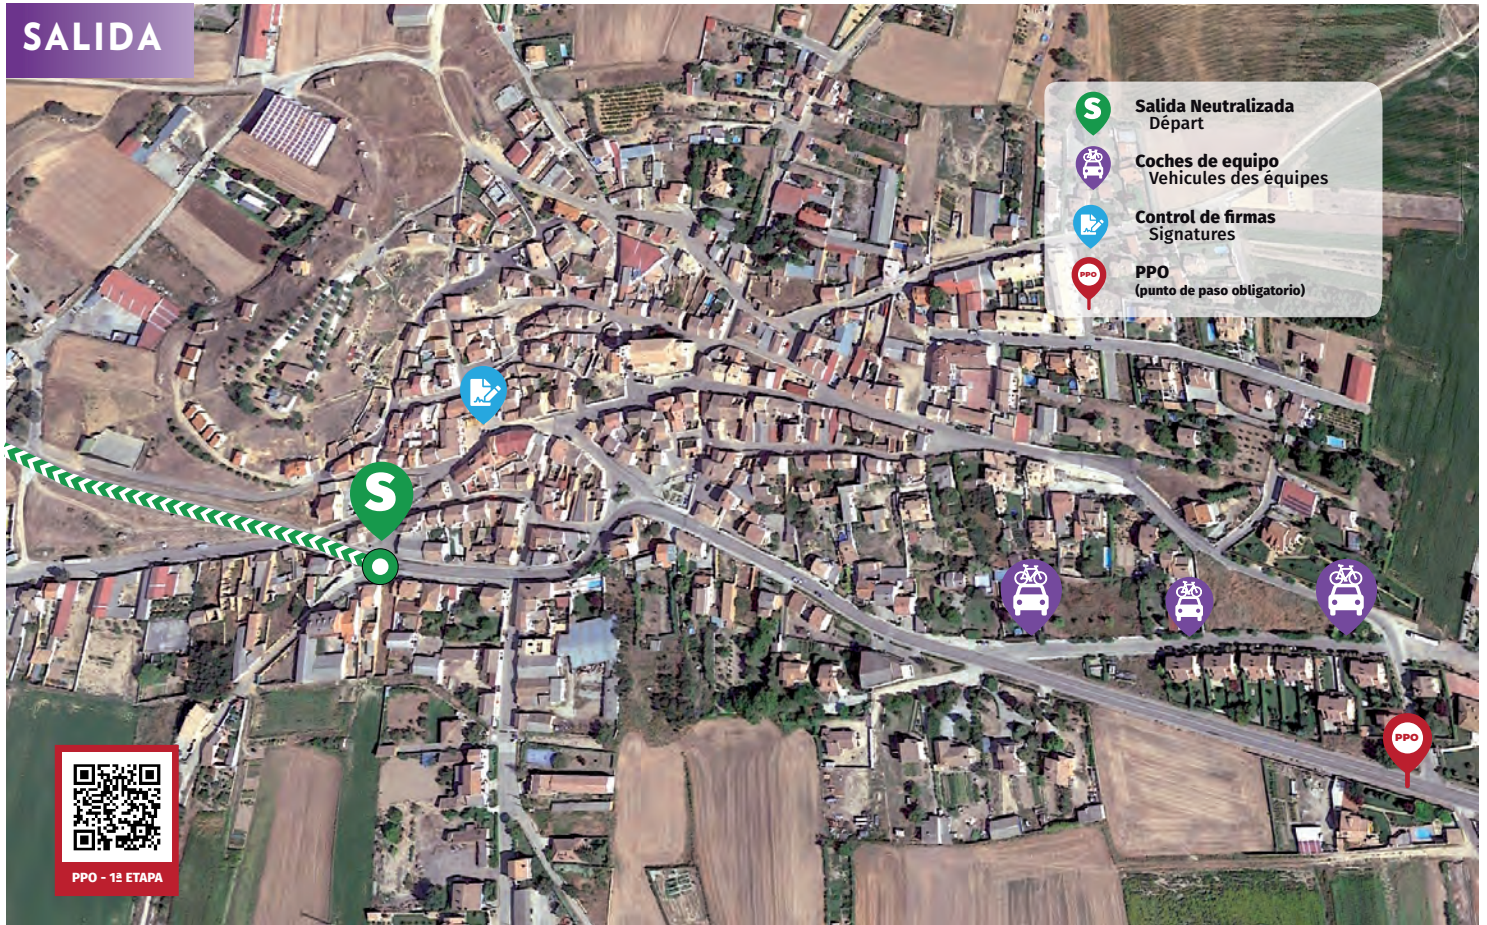 SALIDA
S
Salida Neutralizada
Départ
Coches de equipo
Vehicules des équipes
Control de firmas
Signatures
PPO
PPO
(punto de paso obligatorio)
S
PPO
PPO - 1ª ETAPA